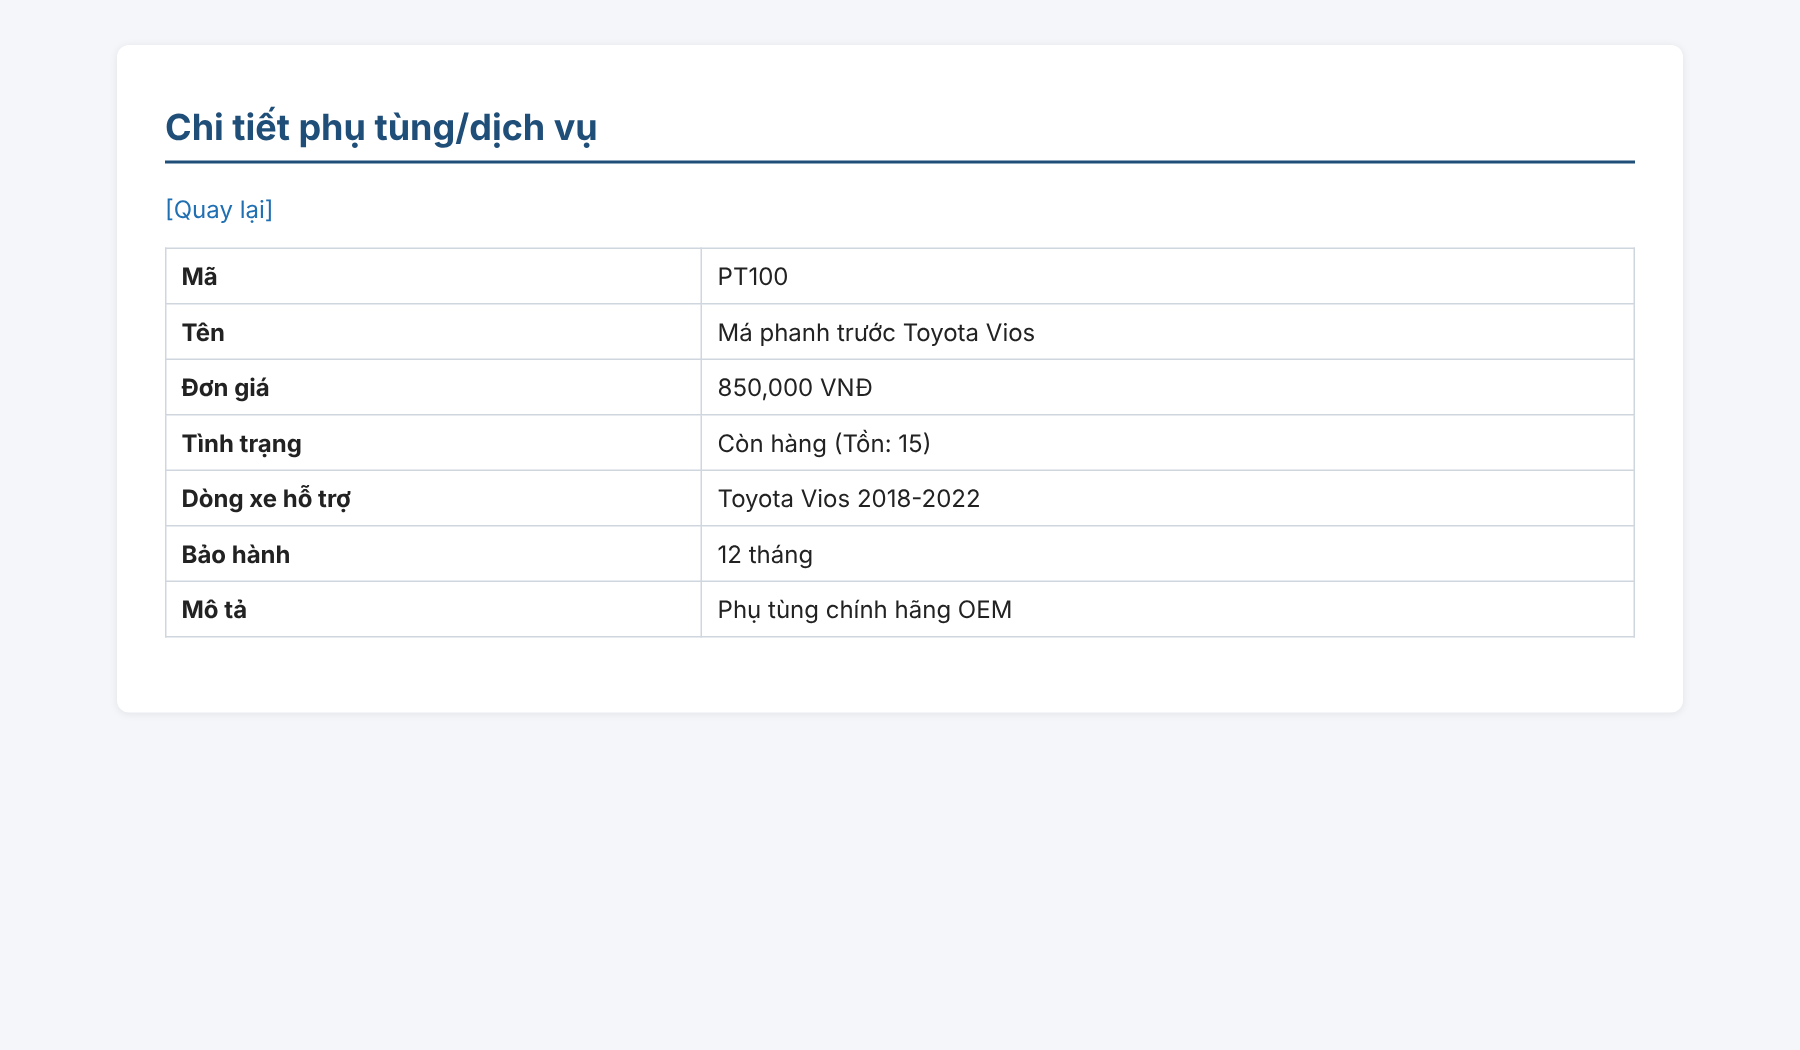 Chi tiết phụ tùng/dịch vụ
[Quay lại]
Mã PT100
Tên Má phanh trước Toyota Vios
Đơn giá 850,000 VNĐ
Tình trạng Còn hàng (Tồn: 15)
Dòng xe hỗ trợ Toyota Vios 2018-2022
Bảo hành 12 tháng
Mô tả Phụ tùng chính hãng OEM